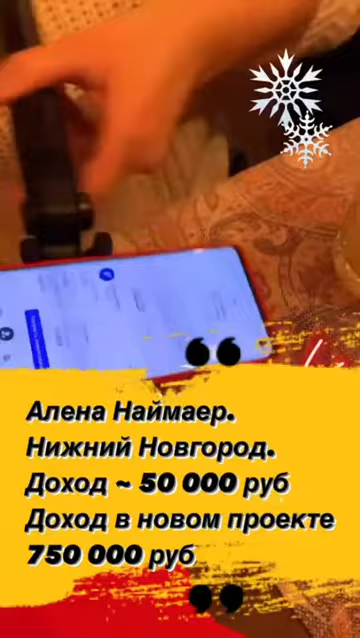 Алена Наймаер.
Нижний Новгород.
Доход ~ 50 000 руб
Доход в новом проекте
750 000 руб